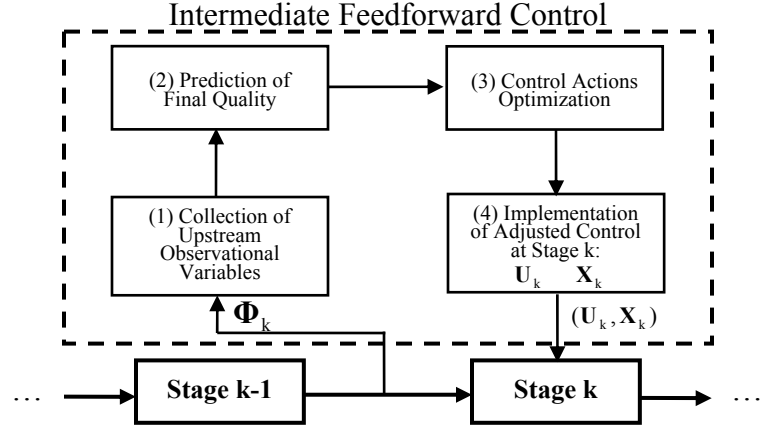 Intermediate Feedforward Control
(2) Prediction of
Final Quality
(3) Control Actions
Optimization
(1) Collection of
Upstream
Observational
Variables
(4) Implementation
of Adjusted Control
at Stage k:
U_k X_k
Φ_k
(U_k, X_k)
... Stage k-1 Stage k ...